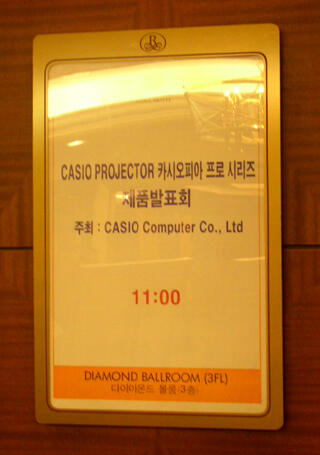 R
CASIO PROJECTOR 카시오피아 프로 시리즈
제품발표회
주최 : CASIO Computer Co., Ltd
11:00
DIAMOND BALLROOM (3FL)
다이아몬드 볼룸(3층)